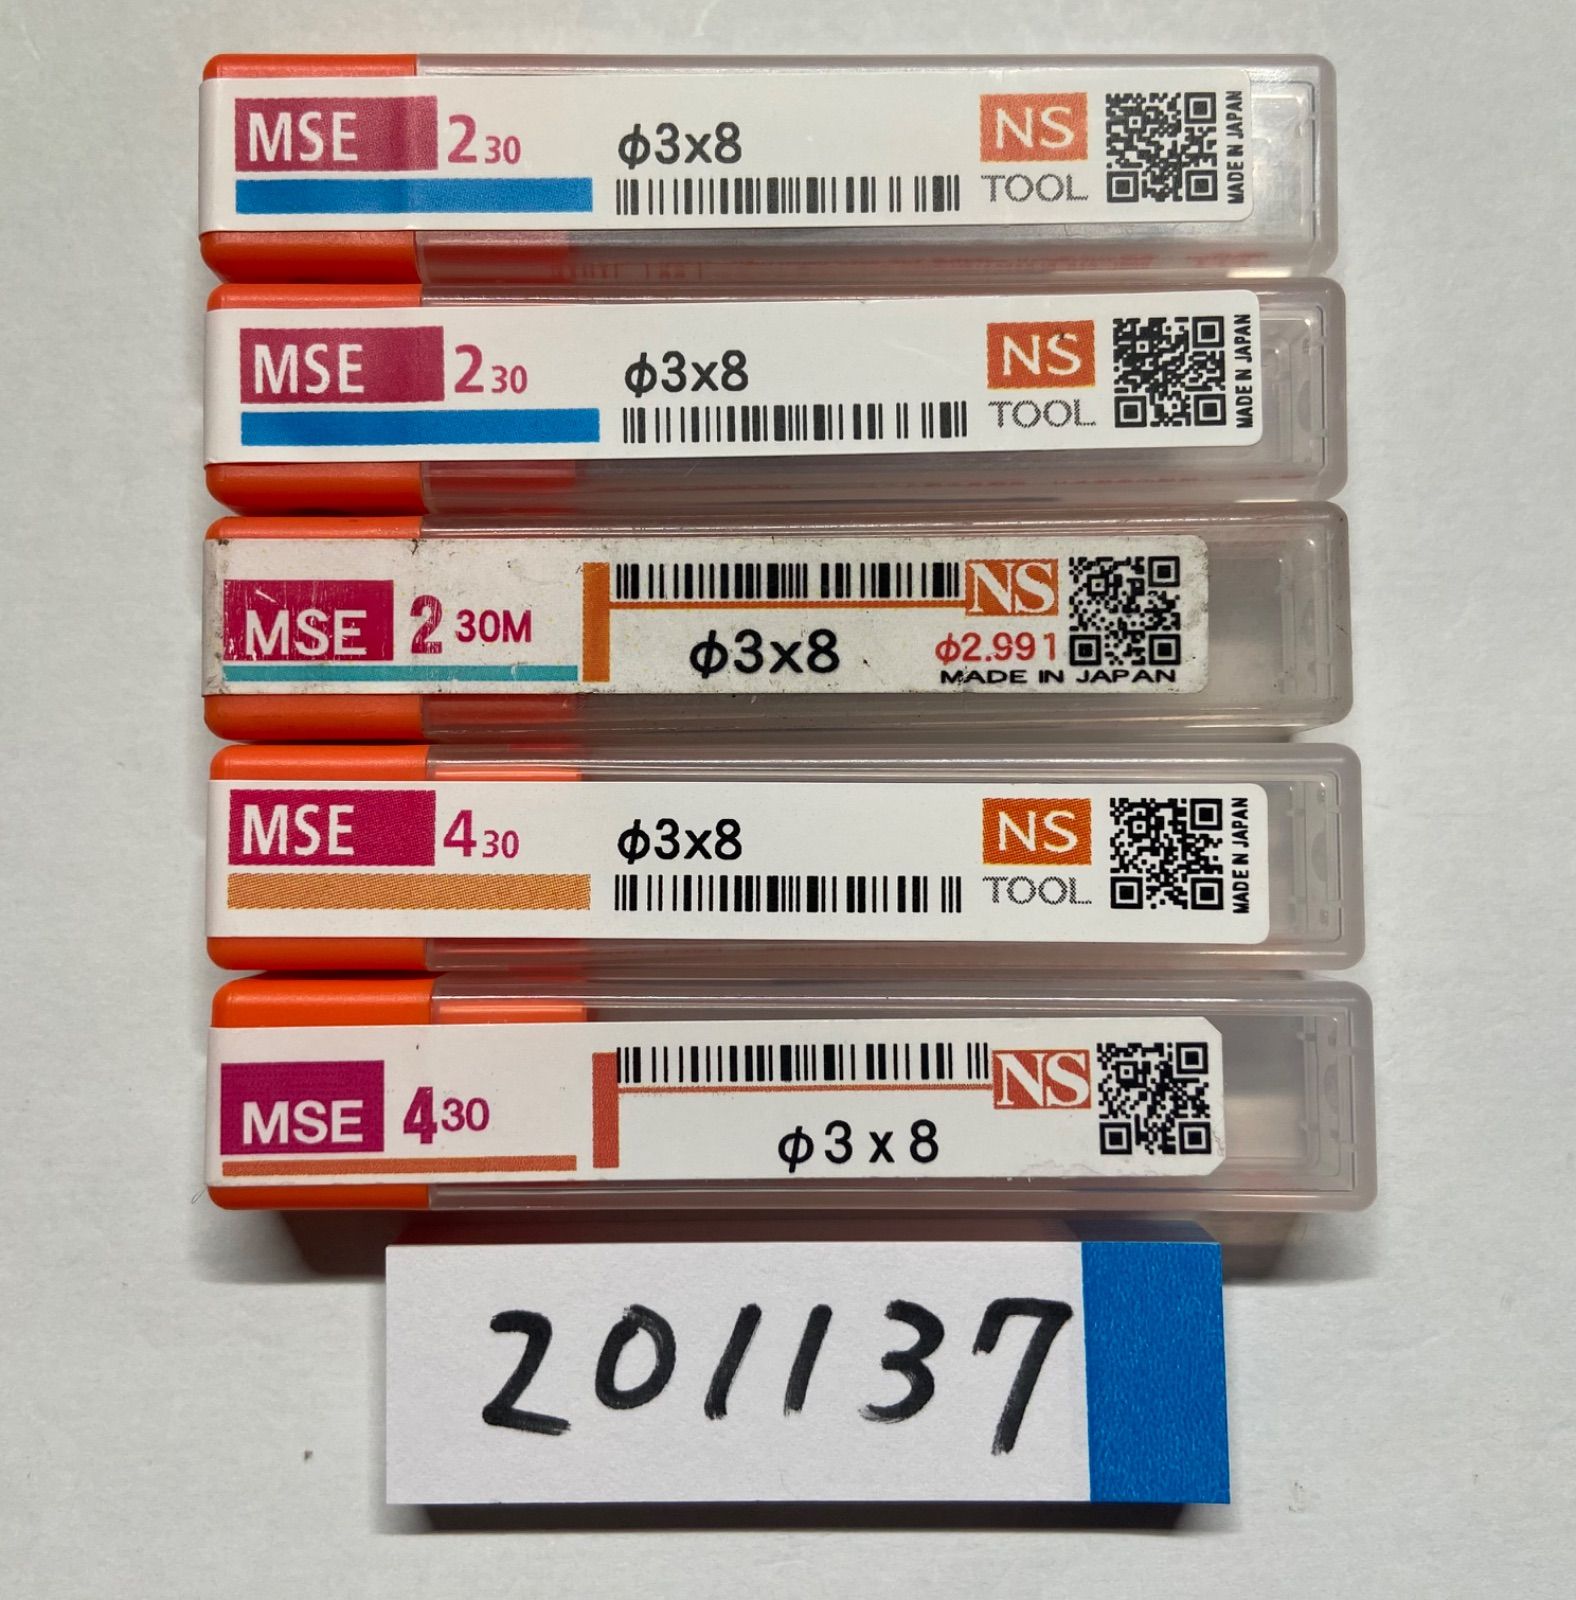 MSE 2 30 φ3x8 NS
TOOL
MADE IN JAPAN
MSE 2 30 φ3x8 NS
TOOL
MADE IN JAPAN
MSE 2 30M NS
φ3x8 φ2.991
MADE IN JAPAN
MSE 4 30 φ3x8 NS
TOOL
MADE IN JAPAN
MSE 4 30 NS
φ3x8
201137